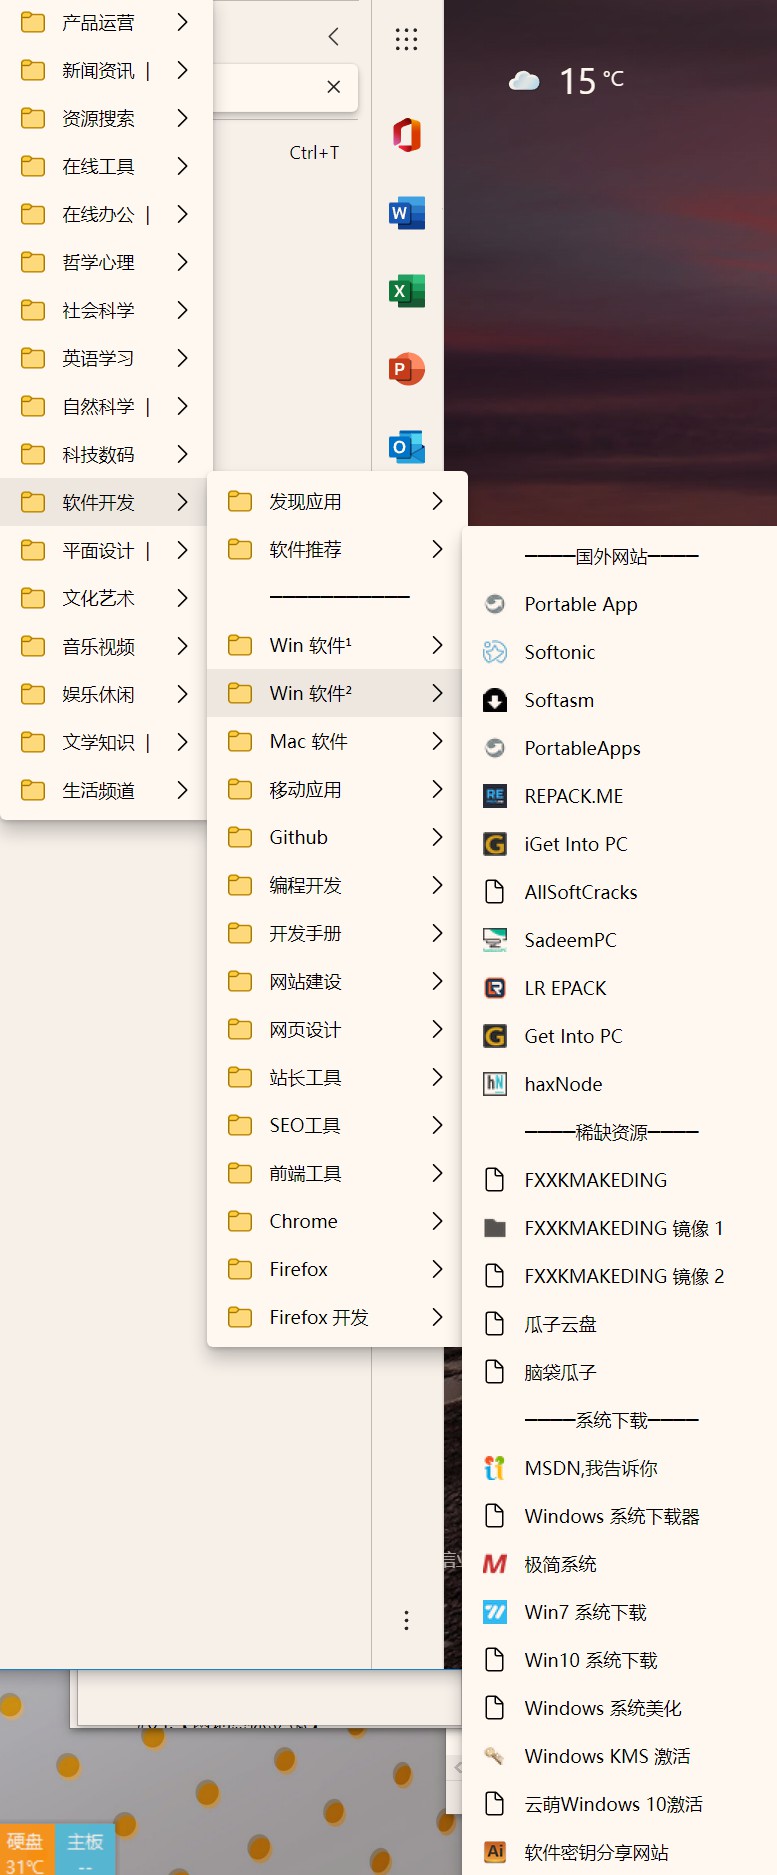 产品运营
新闻资讯 |
资源搜索
在线工具
在线办公 |
哲学心理
社会科学
英语学习
自然科学 |
科技数码
软件开发
平面设计 |
文化艺术
音乐视频
娱乐休闲
文学知识 |
生活频道
Ctrl+T
15 °C
发现应用
软件推荐
———————————
Win 软件¹
Win 软件²
Mac 软件
移动应用
Github
编程开发
开发手册
网站建设
网页设计
站长工具
SEO工具
前端工具
Chrome
Firefox
Firefox 开发
————国外网站————
Portable App
Softonic
Softasm
PortableApps
REPACK.ME
iGet Into PC
AllSoftCracks
SadeemPC
LR EPACK
Get Into PC
haxNode
————稀缺资源————
FXXKMAKEDING
FXXKMAKEDING 镜像 1
FXXKMAKEDING 镜像 2
瓜子云盘
脑袋瓜子
————系统下载————
MSDN,我告诉你
Windows 系统下载器
极简系统
Win7 系统下载
Win10 系统下载
Windows 系统美化
Windows KMS 激活
云萌Windows 10激活
软件密钥分享网站
硬盘 主板
31℃ --